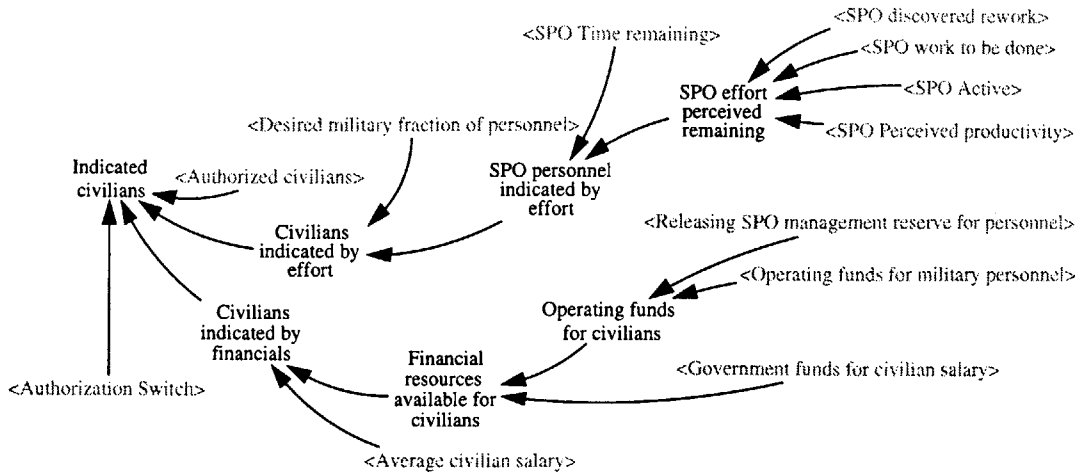 <SPO discovered rework>
<SPO Time remaining>
<SPO work to be done>
SPO effort
perceived
remaining
<SPO Active>
<Desired military fraction of personnel>
<SPO Perceived productivity>
Indicated
civilians
<Authorized civilians>
SPO personnel
indicated by
effort
Civilians
indicated by
effort
<Releasing SPO management reserve for personnel>
<Operating funds for military personnel>
Civilians
indicated by
financials
Operating funds
for civilians
Financial
resources
available for
civilians
<Government funds for civilian salary>
<Authorization Switch>
<Average civilian salary>